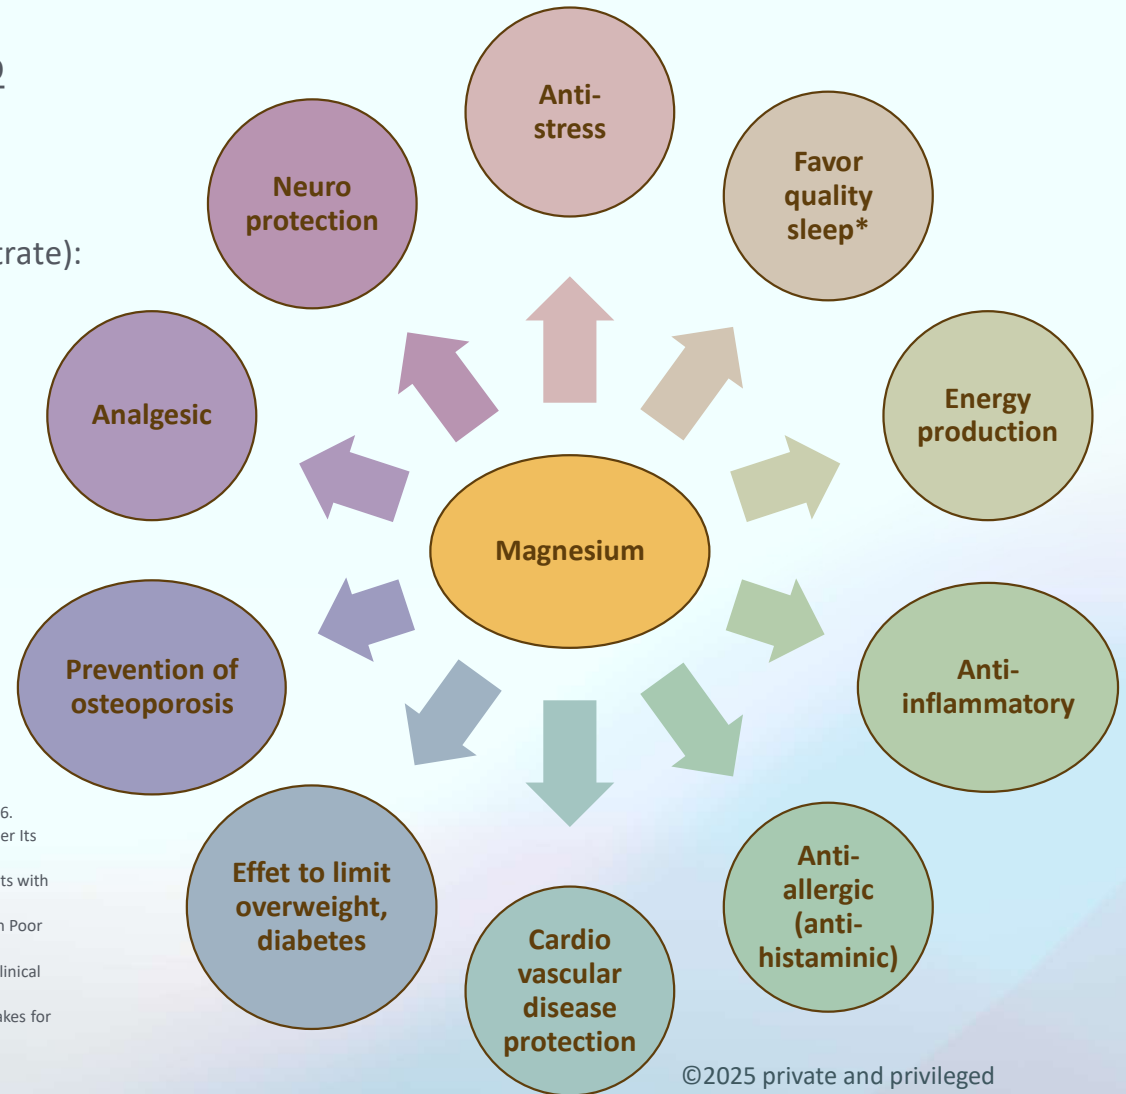 2
trate):
Anti-
stress
Favor
quality
sleep*
Energy
production
Anti-
inflammatory
Anti-
allergic
(anti-
histaminic)
Cardio
vascular
disease
protection
Effet to limit
overweight,
diabetes
Prevention of
osteoporosis
Analgesic
Neuro
protection
Magnesium
6.
er Its
ts with
n Poor
linical
akes for
©2025 private and privileged